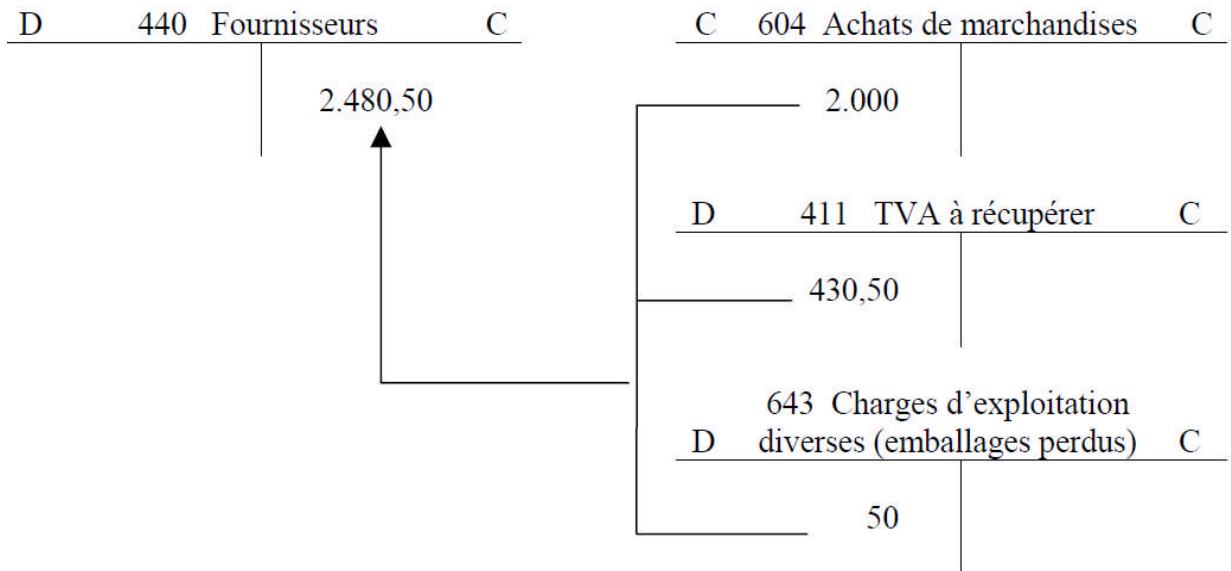 D 440 Fournisseurs C
2.480,50
C 604 Achats de marchandises C
2.000
D 411 TVA à récupérer C
430,50
643 Charges d’exploitation
D diverses (emballages perdus) C
50